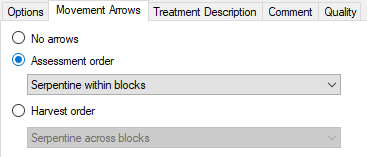 Options Movement Arrows Treatment Description Comment Quality
No arrows
Assessment order
Serpentine within blocks
Harvest order
Serpentine across blocks